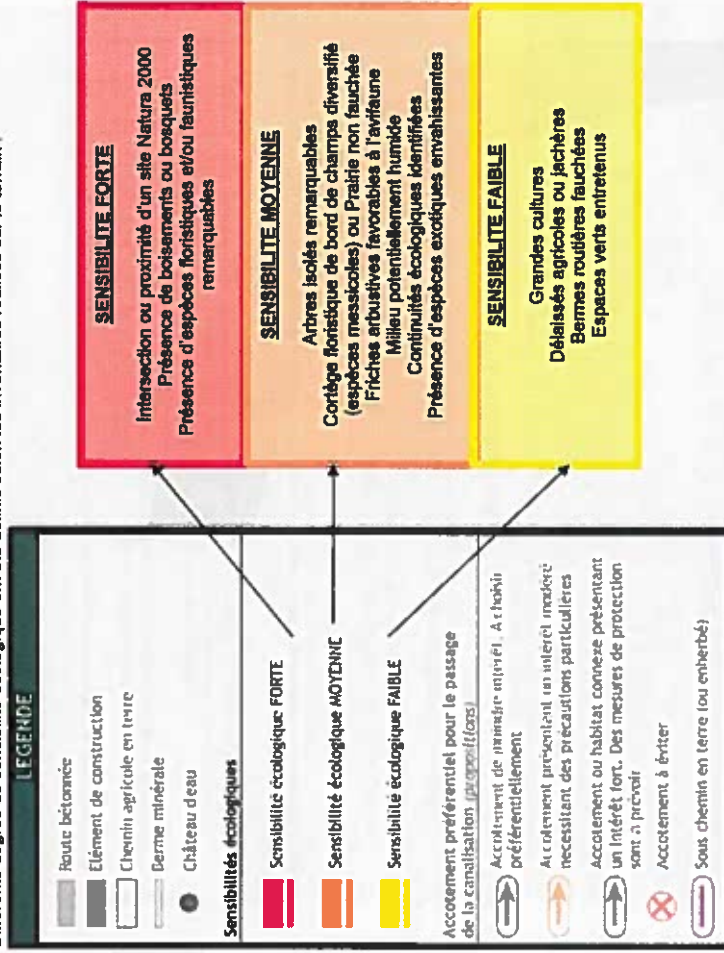 LEGENDE
Route bétonnée
Elément de construction
Chemin agricole en terre
Berme minérale
Château d'eau
Sensibilités écologiques
Sensibilité écologique FORTE
Sensibilité écologique MOYENNE
Sensibilité écologique FAIBLE
Accotement préférentiel pour le passage
de la canalisation (propositions)
Accotement de moindre intérêt. A choisir
préférentiellement
Accotement présentant un intérêt modéré
nécessitant des précautions particulières
Accotement ou habitat connexe présentant
un intérêt fort. Des mesures de protection
sont a prévoir
Accotement à éviter
Sous chemin en terre (ou enherbé)
SENSIBILITE FORTE
Intersection ou proximité d'un site Natura 2000
Présence de boisements ou bosquets
Présence d'espèces floristiques et/ou faunistiques
remarquables
SENSIBILITE MOYENNE
Arbres isolés remarquables
Cortège floristique de bord de champs diversifié
(espèces messicoles) ou Prairie non fauchée
Friches arbustives favorables à l'avifaune
Milieu potentiellement humide
Continuités écologiques identifiées
Présence d'espèces exotiques envahissantes
SENSIBILITE FAIBLE
Grandes cultures
Délaissés agricoles ou jachères
Bermes routières fauchées
Espaces verts entretenus